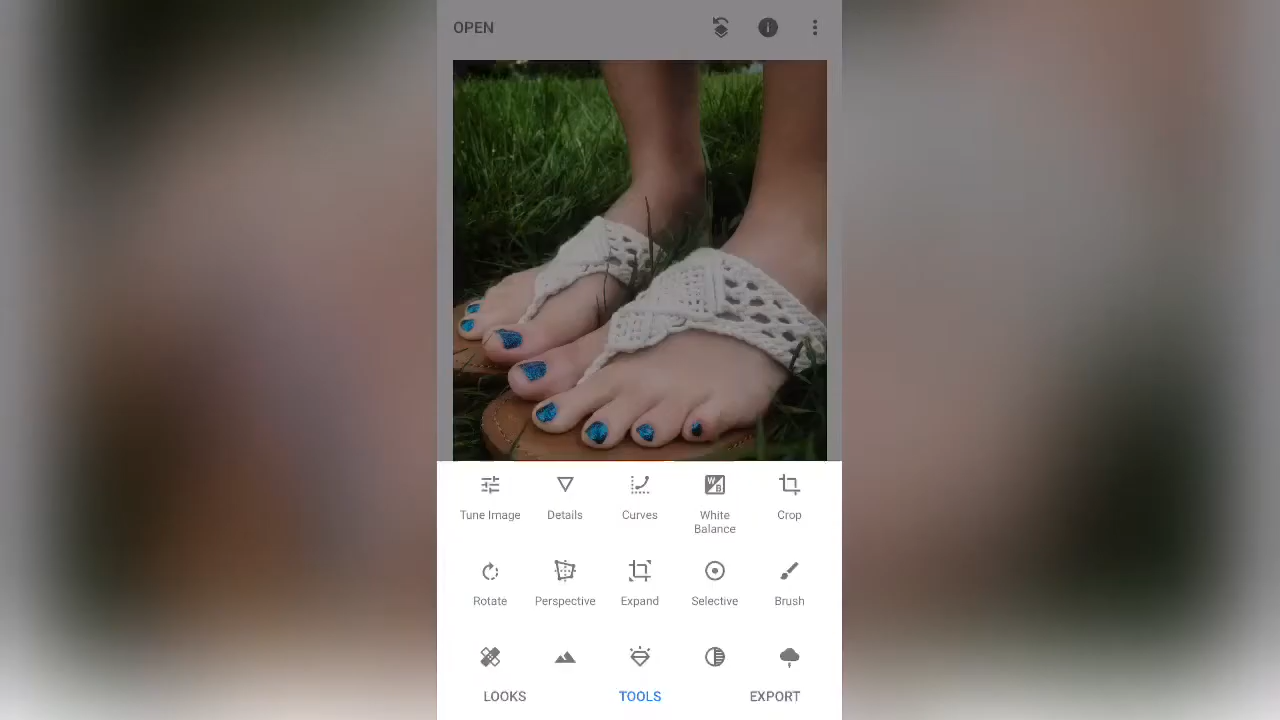 OPEN
Tune Image
Details
Curves
White
Balance
Crop
Rotate
Perspective
Expand
Selective
Brush
LOOKS
TOOLS
EXPORT